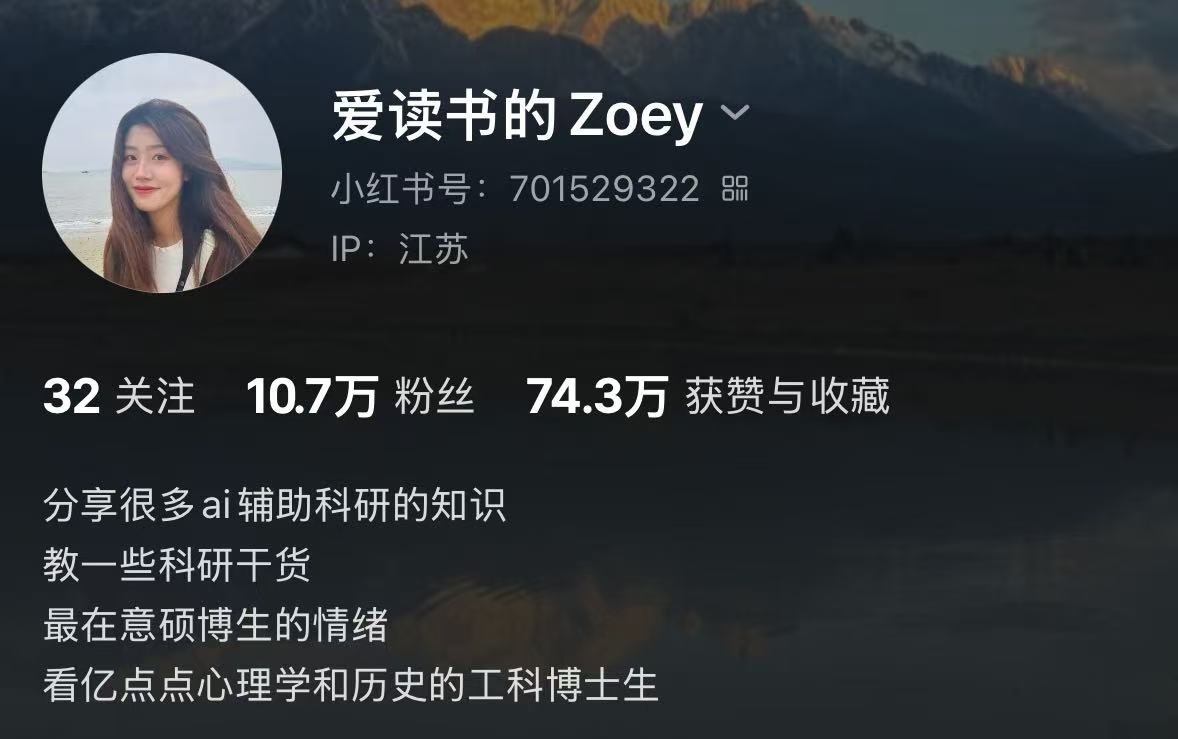 爱读书的 Zoey
小红书号：701529322
IP：江苏
32 关注 10.7万 粉丝 74.3万 获赞与收藏
分享很多ai辅助科研的知识
教一些科研干货
最在意硕博生的情绪
看亿点点心理学和历史的工科博士生